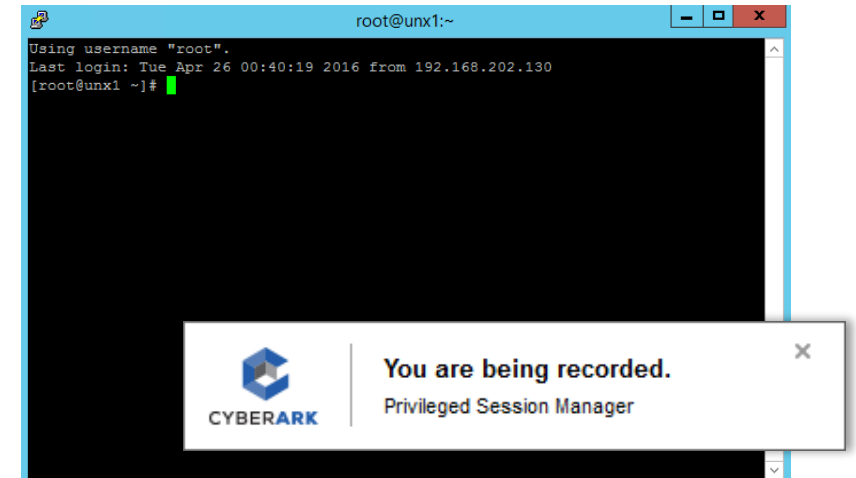 root@unx1:~
Using username "root".
Last login: Tue Apr 26 00:40:19 2016 from 192.168.202.130
[root@unx1 ~]#
You are being recorded.
Privileged Session Manager
CYBERARK